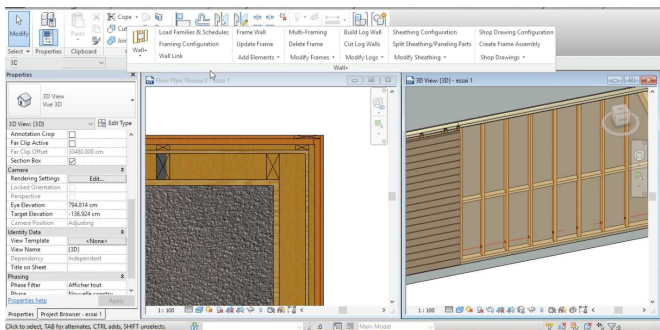 Modify
Select
Properties
Paste
Clipboard
Cope
Cut
Join
Wall+
Load Families & Schedules
Frame Wall
Multi-Framing
Build Log Wall
Sheathing Configuration
Shop Drawing Configuration
Framing Configuration
Update Frame
Delete Frame
Cut Log Walls
Split Sheathing/Paneling Parts
Create Frame Assembly
Wall Link
Add Elements
Modify Frames
Modify Logs
Modify Sheathing
Shop Drawings
Wall+
Properties
3D View
Vue 3D
3D View: {3D}
Edit Type
Annotation Crop
Far Clip Active
Far Clip Offset 30480.000 cm
Section Box
Camera
Rendering Settings Edit...
Locked Orientation
Perspective
Eye Elevation 794.814 cm
Target Elevation -136.924 cm
Camera Position Adjusting
Identity Data
View Template <None>
View Name {3D}
Dependency Independent
Title on Sheet
Phasing
Phase Filter Afficher tout
Phase Nouvelle constru
Properties help
Apply
Properties
Project Browser - essai 1
Floor Plan: Niveau 0 - essai 1
1 : 100
3D View: {3D} - essai 1
1 : 100
Click to select, TAB for alternates, CTRL adds, SHIFT unselects.
:0
Main Model
:0